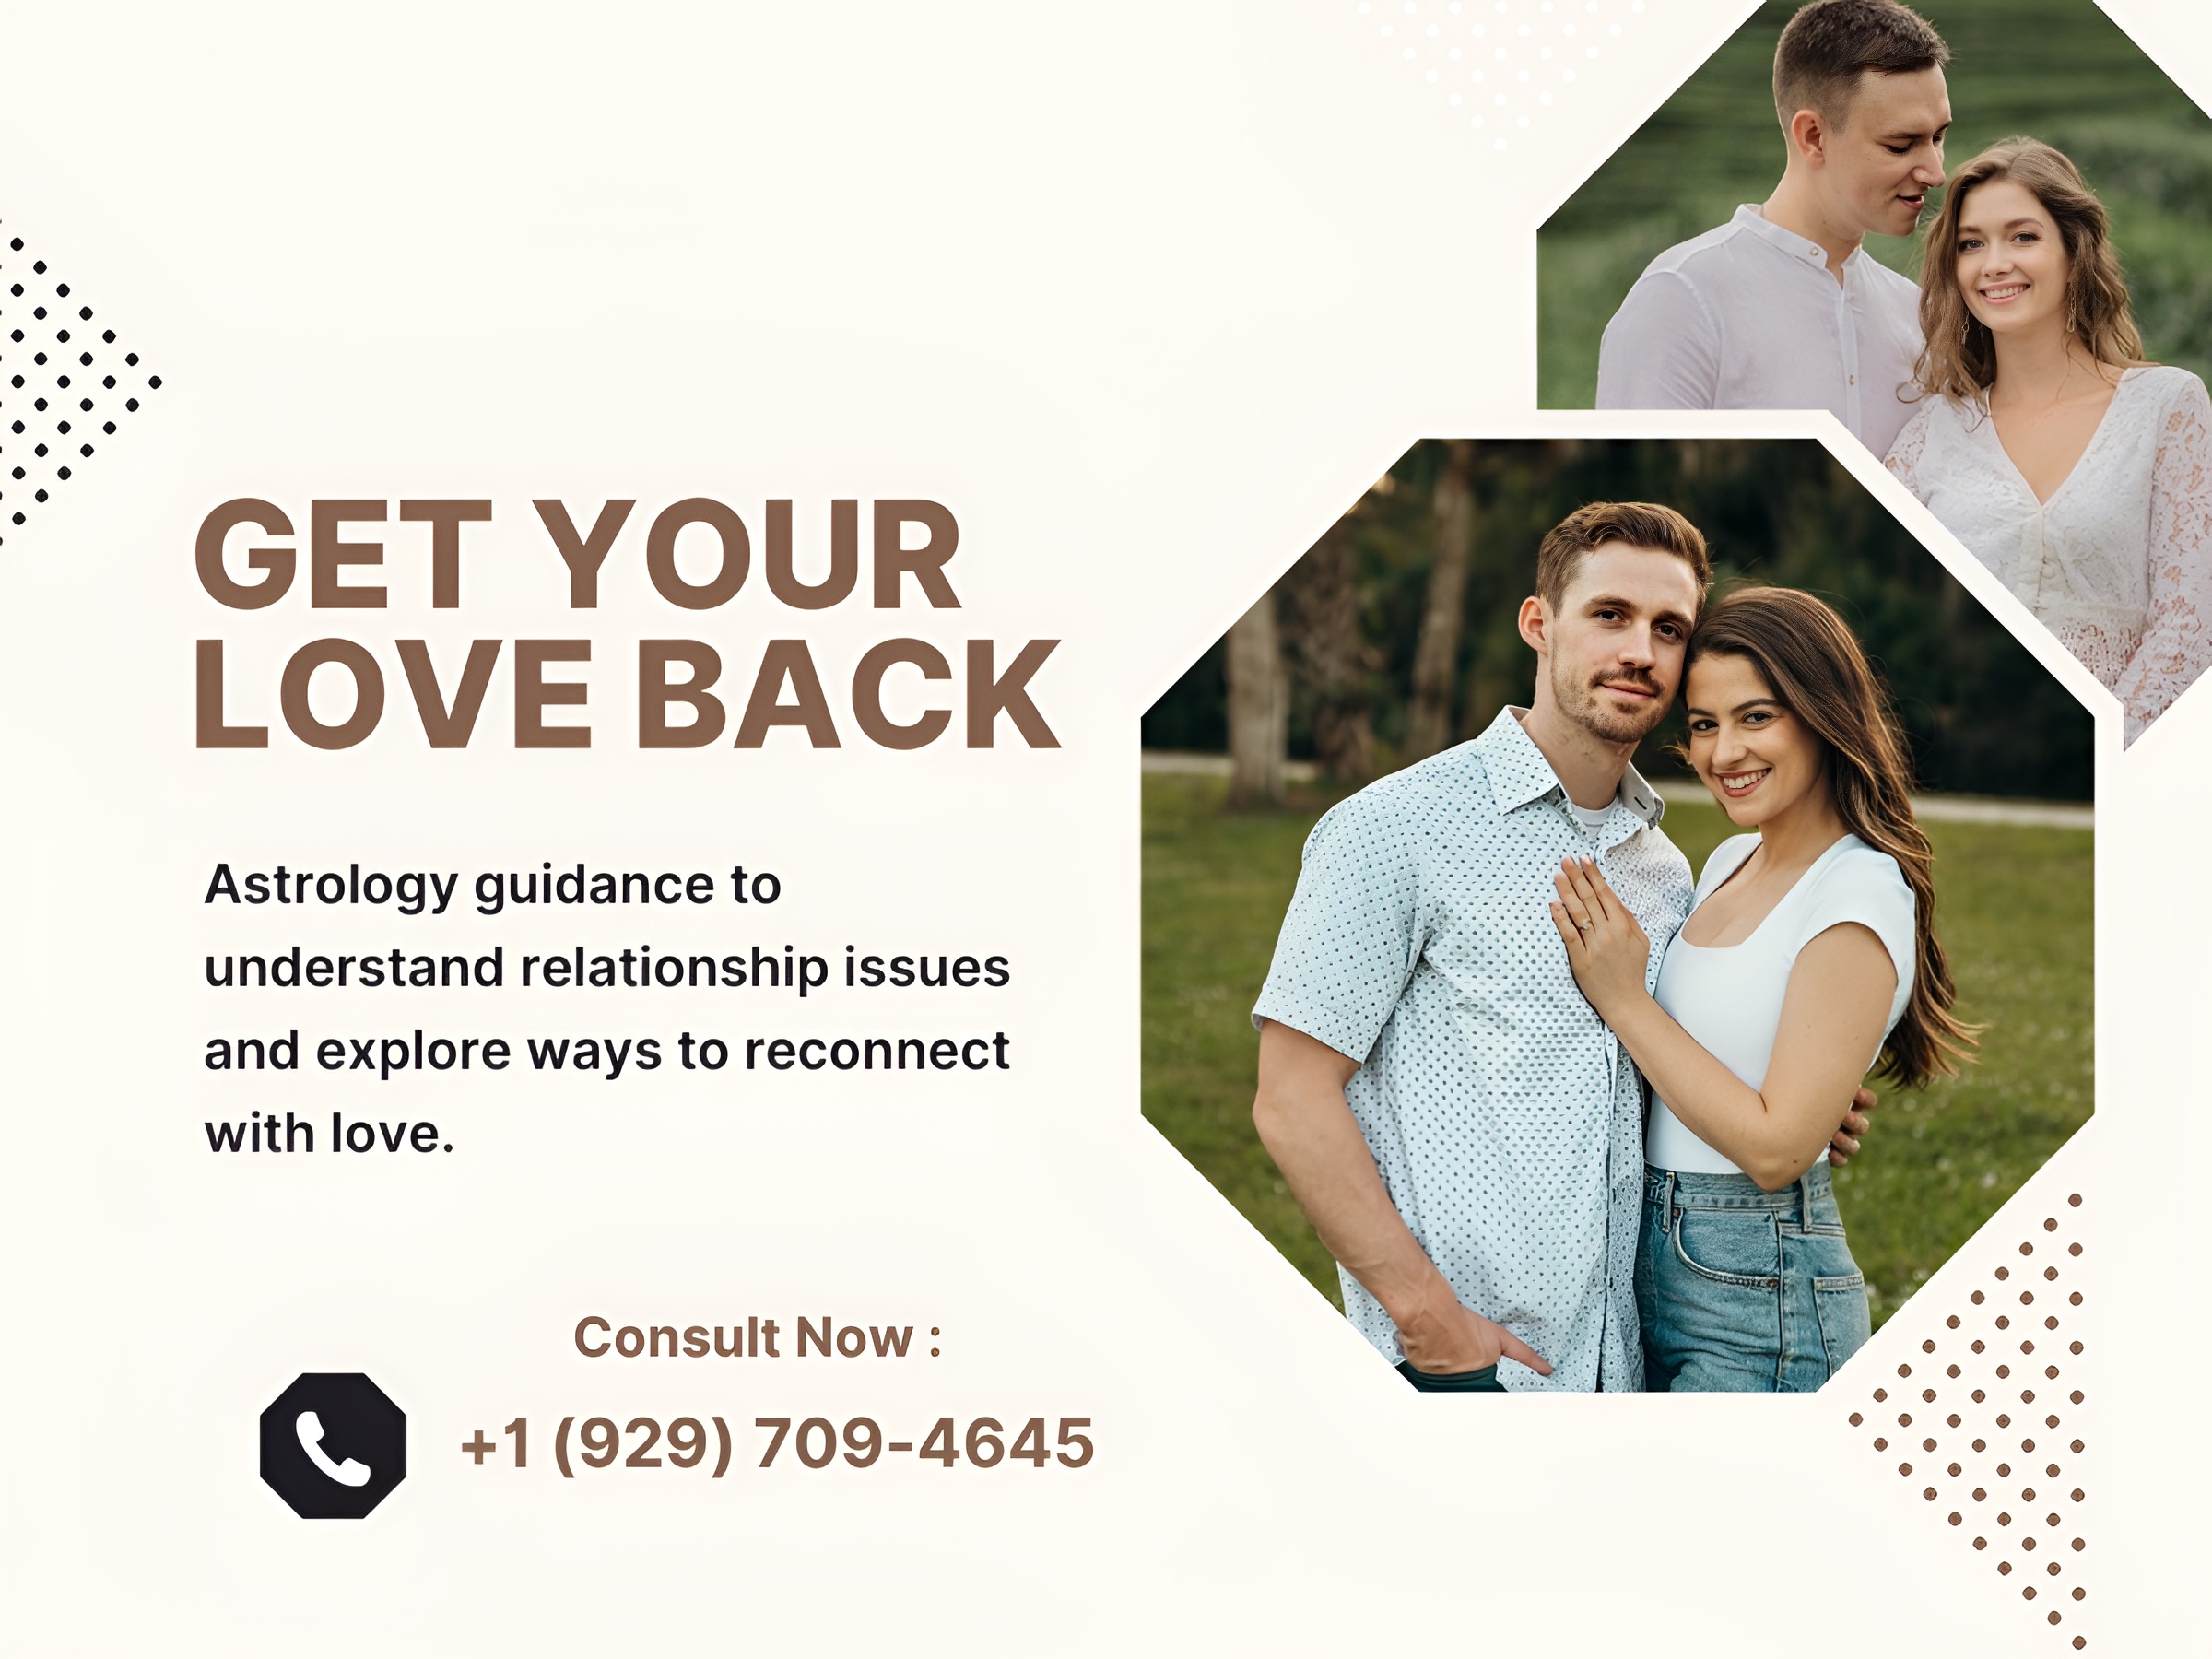 GET YOUR
LOVE BACK
Astrology guidance to
understand relationship issues
and explore ways to reconnect
with love.
Consult Now :
+1 (929) 709-4645